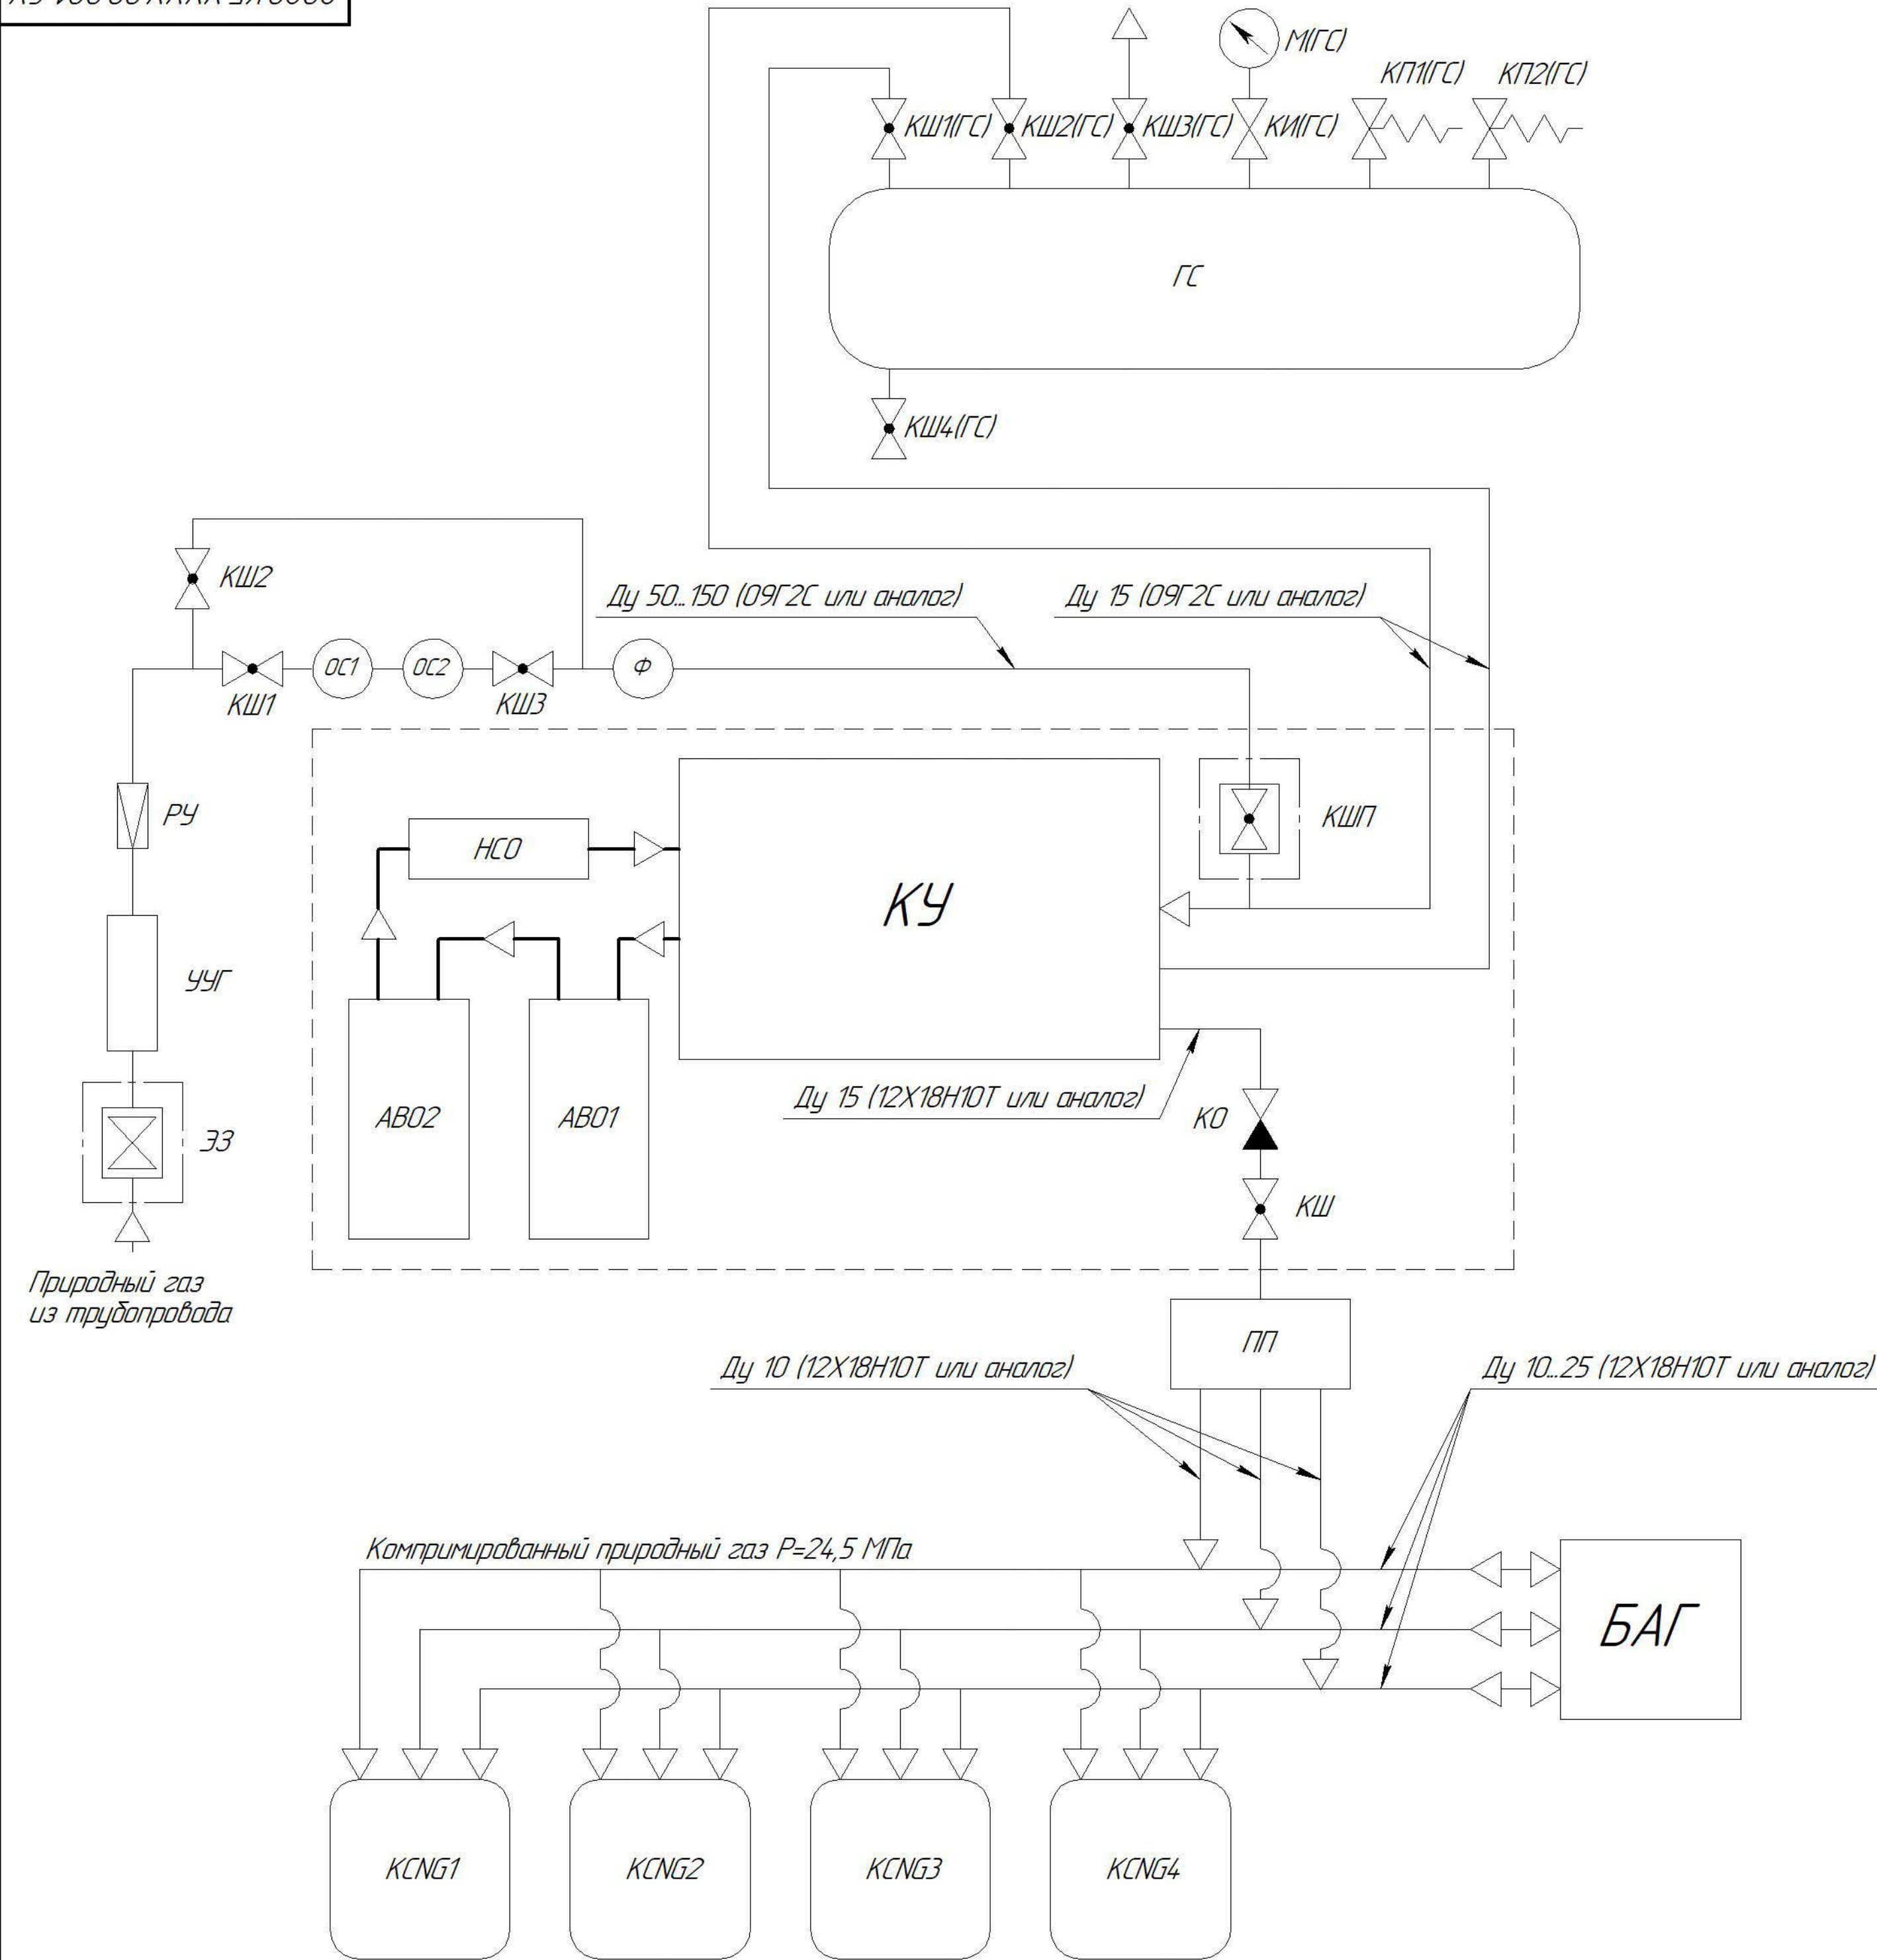 М(ГС)
КП1(ГС)
КП2(ГС)
КШ1(ГС)
КШ2(ГС)
КШ3(ГС)
КИ(ГС)
ГС
КШ4(ГС)
КШ2
Ду 50...150 (09Г2С или аналог)
Ду 15 (09Г2С или аналог)
ОС1
ОС2
Ф
КШ1
КШ3
РУ
НСО
КУ
КШП
УУГ
Ду 15 (12Х18Н10Т или аналог)
АВО2
АВО1
КО
ЭЗ
КШ
Природный газ
из трубопровода
ПП
Ду 10 (12Х18Н10Т или аналог)
Ду 10...25 (12Х18Н10Т или аналог)
Компримированный природный газ Р=24,5 МПа
БАГ
KCNG1
KCNG2
KCNG3
KCNG4